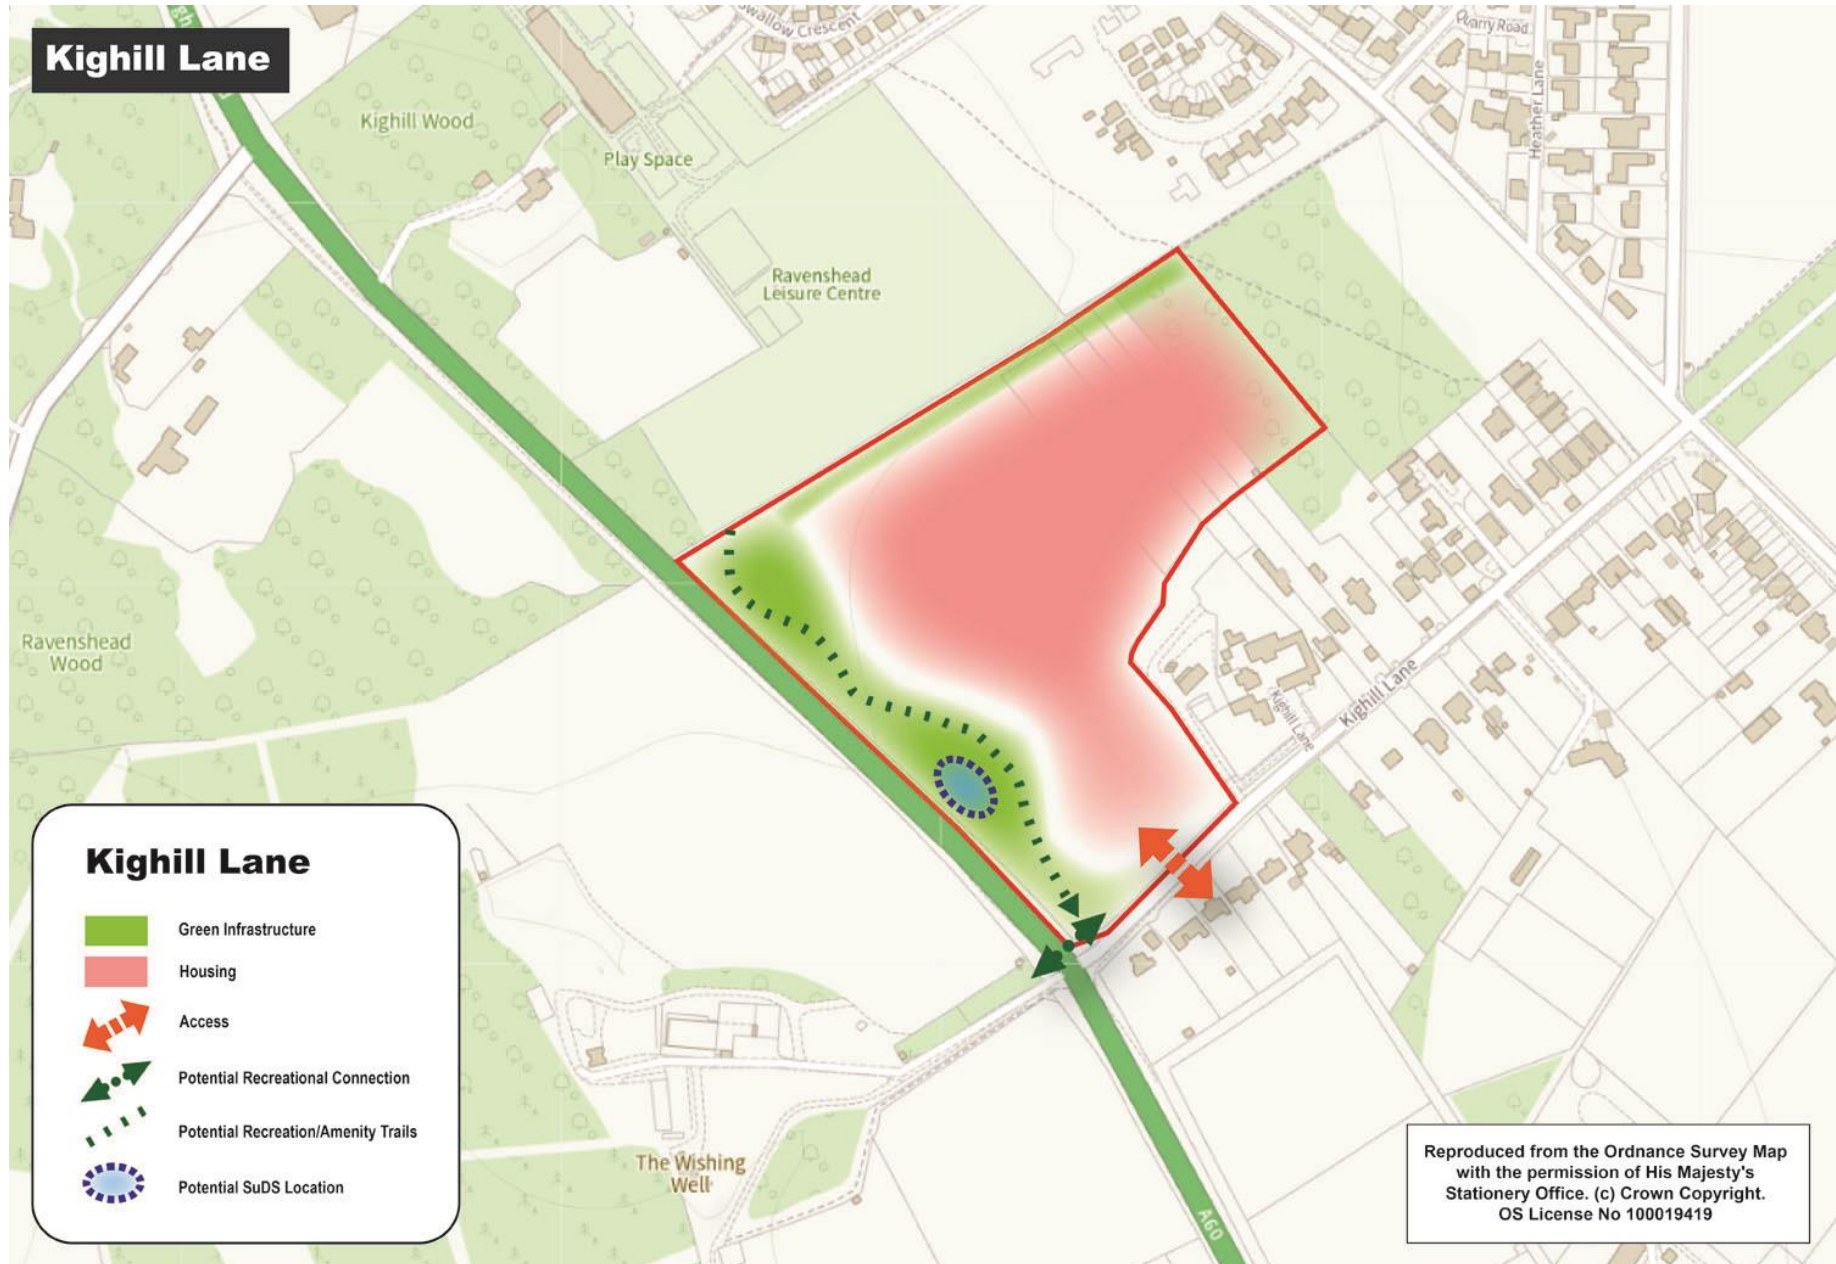 Kighill Lane
Swallow Crescent
Quarry Road
Heather Lane
Kighill Wood
Play Space
Ravenshead
Leisure Centre
Ravenshead
Wood
Kighill Lane
Kighill Lane
The Wishing
Well
A60
Kighill Lane
Green Infrastructure
Housing
Access
Potential Recreational Connection
Potential Recreation/Amenity Trails
Potential SuDS Location
Reproduced from the Ordnance Survey Map
with the permission of His Majesty's
Stationery Office. (c) Crown Copyright.
OS License No 100019419